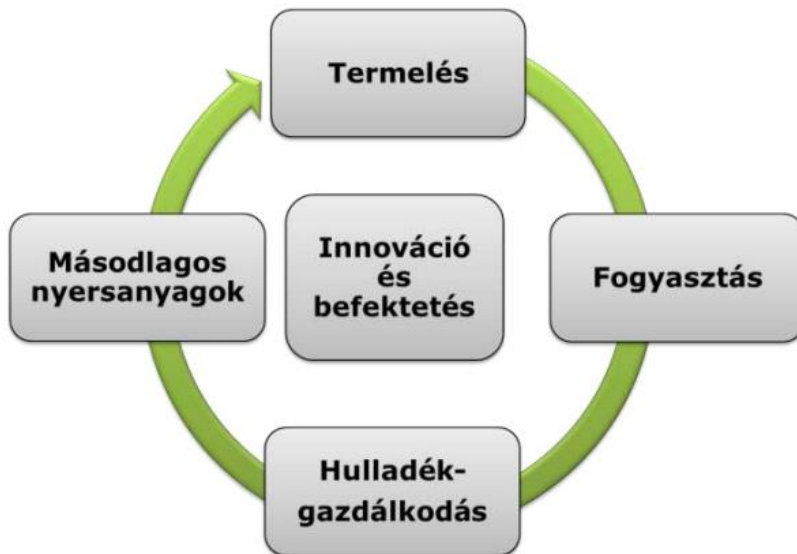 Termelés
Másodlagos
nyersanyagok
Innováció
és
befektetés
Fogyasztás
Hulladék-
gazdálkodás